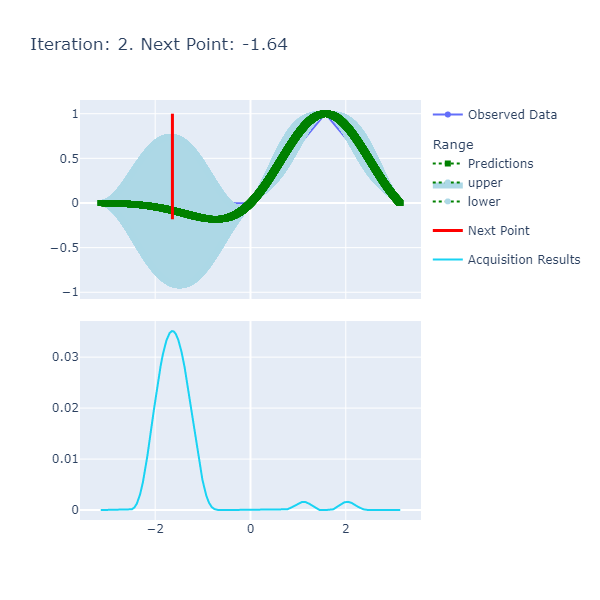 Iteration: 2. Next Point: -1.64
1
0.5
0
−0.5
−1
Observed Data
Range
Predictions
upper
lower
Next Point
Acquisition Results
0.03
0.02
0.01
0
−2
0
2